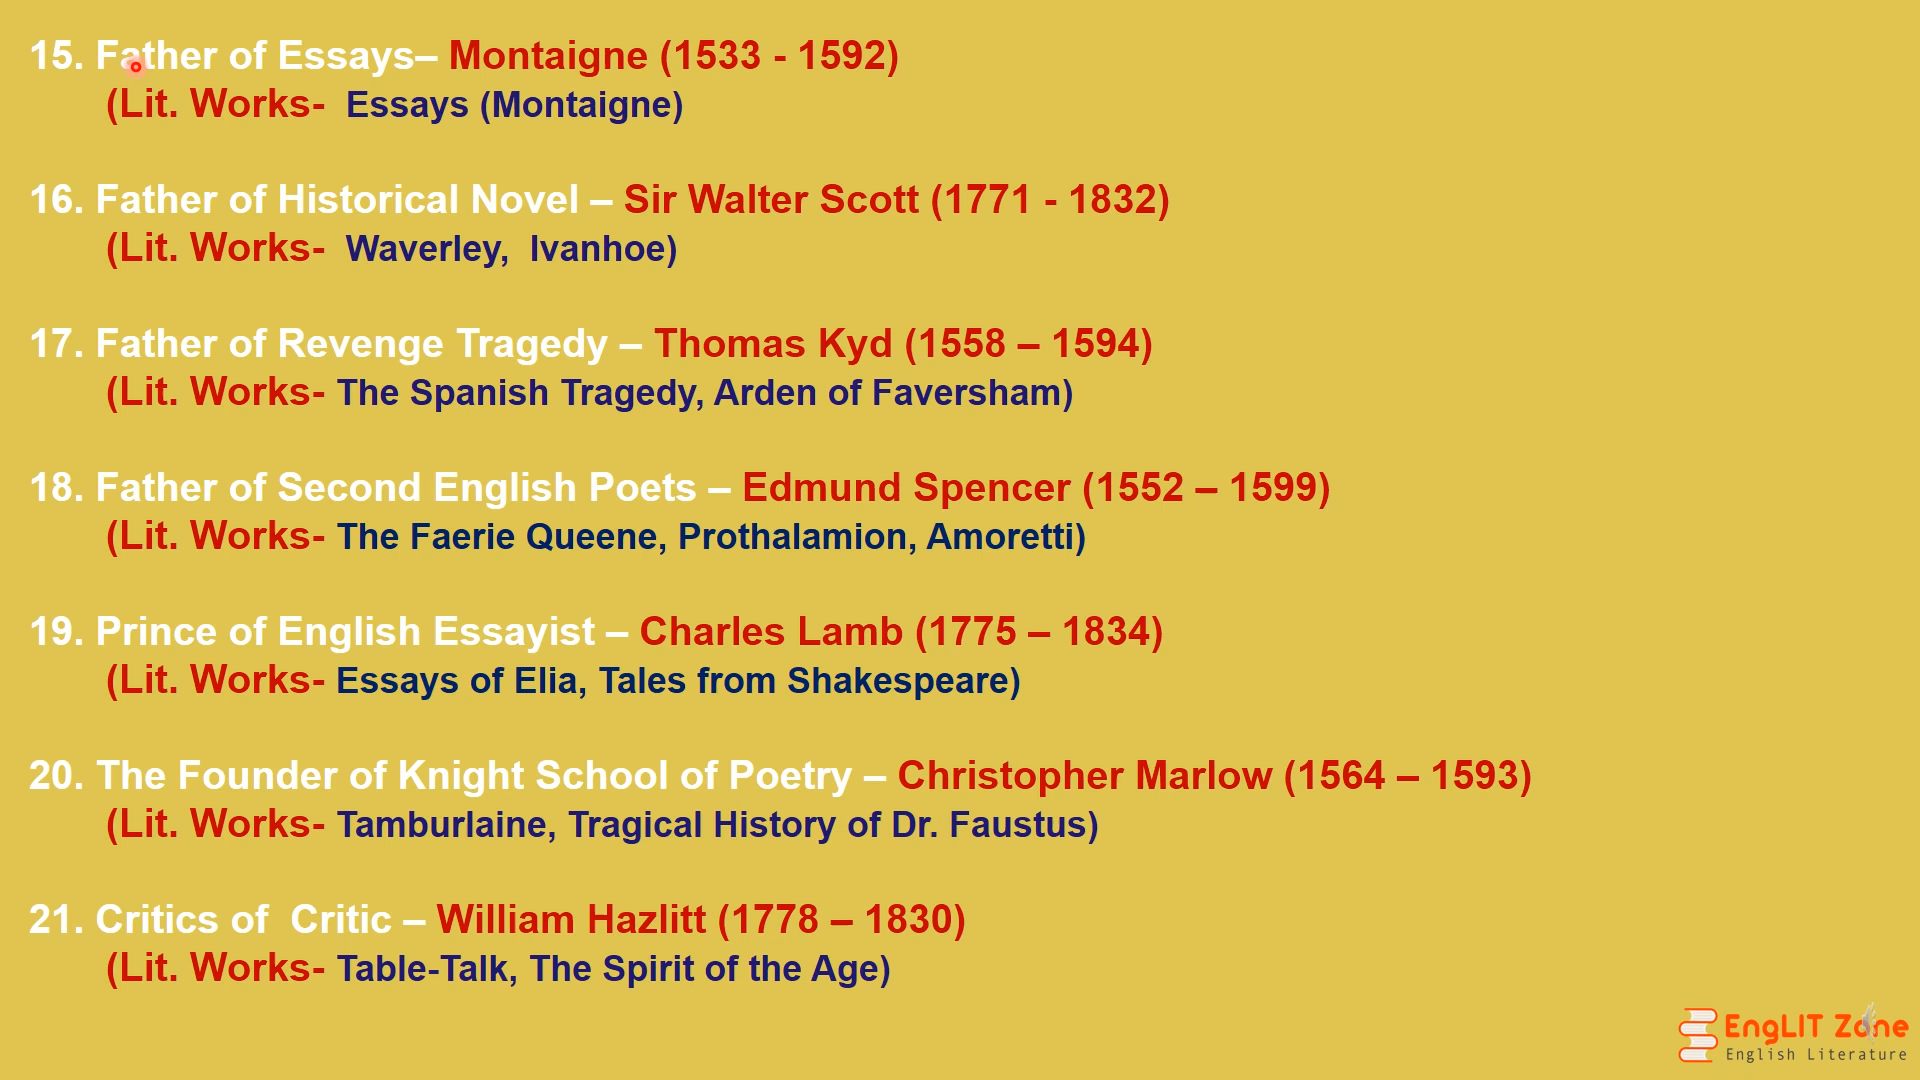 15. Father of Essays– Montaigne (1533 - 1592)
(Lit. Works- Essays (Montaigne)
16. Father of Historical Novel – Sir Walter Scott (1771 - 1832)
(Lit. Works- Waverley, Ivanhoe)
17. Father of Revenge Tragedy – Thomas Kyd (1558 – 1594)
(Lit. Works- The Spanish Tragedy, Arden of Faversham)
18. Father of Second English Poets – Edmund Spencer (1552 – 1599)
(Lit. Works- The Faerie Queene, Prothalamion, Amoretti)
19. Prince of English Essayist – Charles Lamb (1775 – 1834)
(Lit. Works- Essays of Elia, Tales from Shakespeare)
20. The Founder of Knight School of Poetry – Christopher Marlow (1564 – 1593)
(Lit. Works- Tamburlaine, Tragical History of Dr. Faustus)
21. Critics of Critic – William Hazlitt (1778 – 1830)
(Lit. Works- Table-Talk, The Spirit of the Age)
EngLIT Zone
English Literature